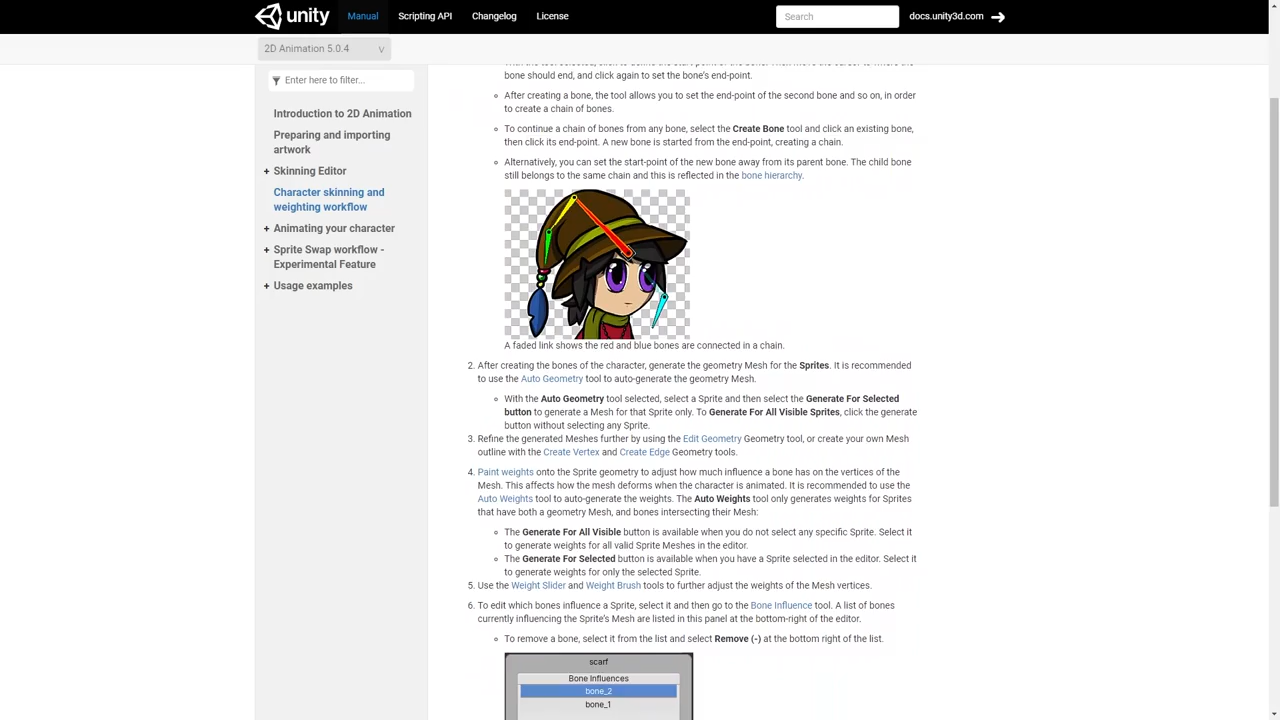 unity
Manual
Scripting API
Changelog
License
Search
docs.unity3d.com
2D Animation 5.0.4
Enter here to filter...
Introduction to 2D Animation
Preparing and importing
artwork
+ Skinning Editor
Character skinning and
weighting workflow
+ Animating your character
+ Sprite Swap workflow -
Experimental Feature
+ Usage examples
bone should end, and click again to set the bone's end-point.
After creating a bone, the tool allows you to set the end-point of the second bone and so on, in order
to create a chain of bones.
To continue a chain of bones from any bone, select the Create Bone tool and click an existing bone,
then click its end-point. A new bone is started from the end-point, creating a chain.
Alternatively, you can set the start-point of the new bone away from its parent bone. The child bone
still belongs to the same chain and this is reflected in the bone hierarchy.
A faded link shows the red and blue bones are connected in a chain.
2. After creating the bones of the character, generate the geometry Mesh for the Sprites. It is recommended
to use the Auto Geometry tool to auto-generate the geometry Mesh.
With the Auto Geometry tool selected, select a Sprite and then select the Generate For Selected
button to generate a Mesh for that Sprite only. To Generate For All Visible Sprites, click the generate
button without selecting any Sprite.
3. Refine the generated Meshes further by using the Edit Geometry Geometry tool, or create your own Mesh
outline with the Create Vertex and Create Edge Geometry tools.
4. Paint weights onto the Sprite geometry to adjust how much influence a bone has on the vertices of the
Mesh. This affects how the mesh deforms when the character is animated. It is recommended to use the
Auto Weights tool to auto-generate the weights. The Auto Weights tool only generates weights for Sprites
that have both a geometry Mesh, and bones intersecting their Mesh:
The Generate For All Visible button is available when you do not select any specific Sprite. Select it
to generate weights for all valid Sprite Meshes in the editor.
The Generate For Selected button is available when you have a Sprite selected in the editor. Select it
to generate weights for only the selected Sprite.
5. Use the Weight Slider and Weight Brush tools to further adjust the weights of the Mesh vertices.
6. To edit which bones influence a Sprite, select it and then go to the Bone Influence tool. A list of bones
currently influencing the Sprite's Mesh are listed in this panel at the bottom-right of the editor.
To remove a bone, select it from the list and select Remove (-) at the bottom right of the list.
scarf
Bone Influences
bone_2
bone_1